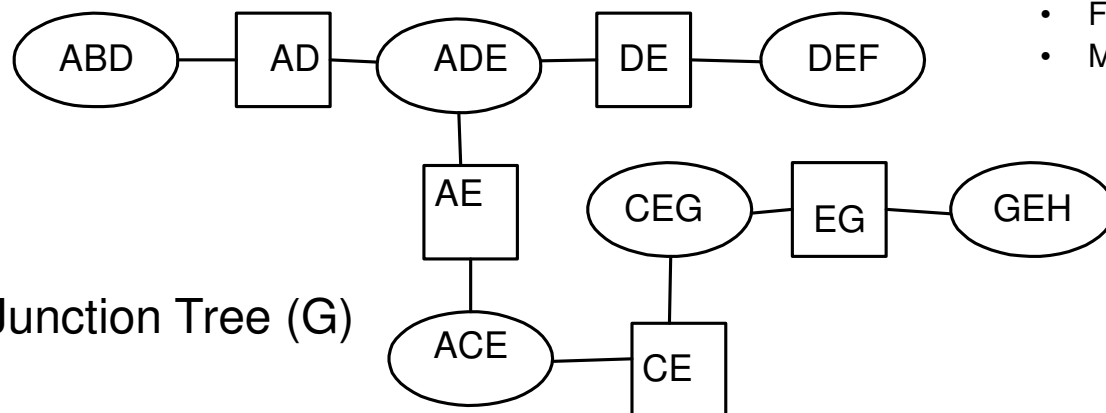 • F
• M
ABD AD ADE DE DEF
AE
CEG EG GEH
Junction Tree (G)
ACE CE